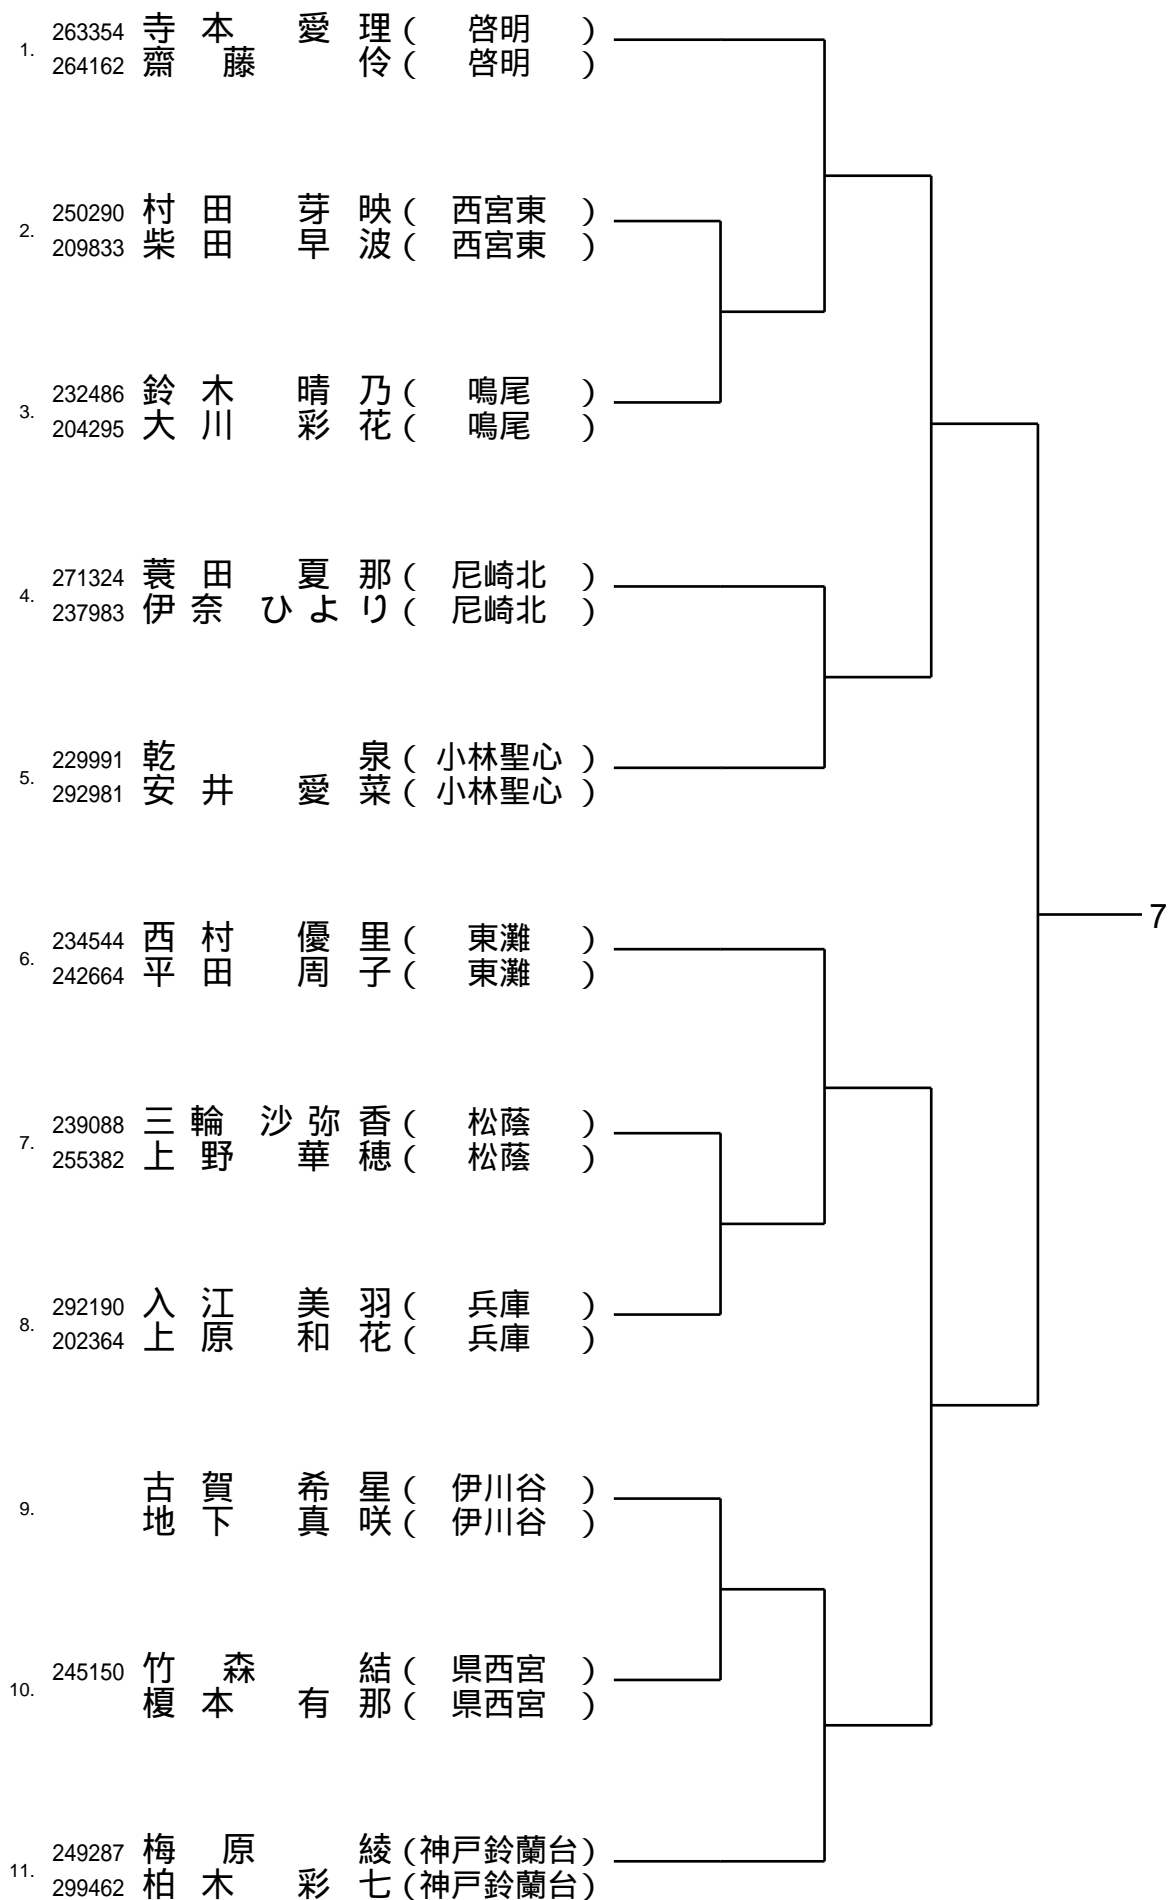 1. 263354 寺本 愛理 ( 啓明 )
264162 齋藤 伶 ( 啓明 )
2. 250290 村田 芽映 ( 西宮東 )
209833 柴田 早波 ( 西宮東 )
3. 232486 鈴木 晴乃 ( 鳴尾 )
204295 大川 彩花 ( 鳴尾 )
4. 271324 蓑田 夏那 ( 尼崎北 )
237983 伊奈 ひより ( 尼崎北 )
5. 229991 乾 泉 ( 小林聖心 )
292981 安井 愛菜 ( 小林聖心 )
6. 234544 西村 優里 ( 東灘 )
242664 平田 周子 ( 東灘 )
7
7. 239088 三輪 沙弥香 ( 松蔭 )
255382 上野 華穂 ( 松蔭 )
8. 292190 入江 美羽 ( 兵庫 )
202364 上原 和花 ( 兵庫 )
9. 古賀 希星 ( 伊川谷 )
地下 真咲 ( 伊川谷 )
10. 245150 竹森 結 ( 県西宮 )
榎本 有那 ( 県西宮 )
11. 249287 梅原 綾 (神戸鈴蘭台)
299462 柏木 彩七 (神戸鈴蘭台)